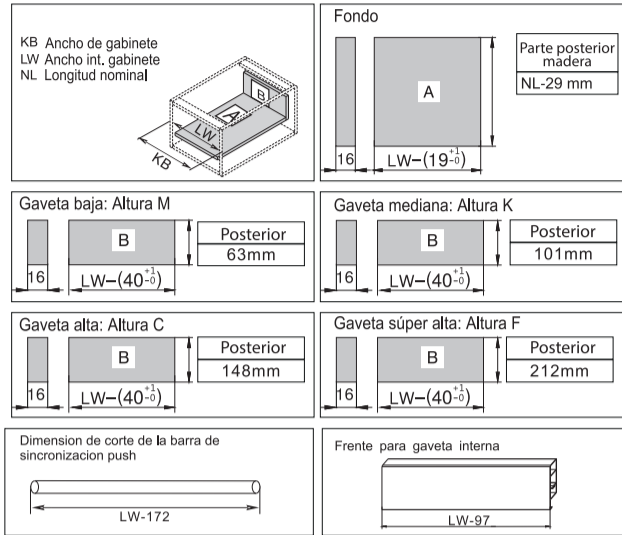 KB Ancho de gabinete
LW Ancho int. gabinete
NL Longitud nominal
A
B
LW
KB
Fondo
A
16
LW-(19+1-0)
Parte posterior
madera
NL-29 mm
Gaveta baja: Altura M
B
16
LW-(40+1-0)
Posterior
63mm
Gaveta mediana: Altura K
B
16
LW-(40+1-0)
Posterior
101mm
Gaveta alta: Altura C
B
16
LW-(40+1-0)
Posterior
148mm
Gaveta súper alta: Altura F
B
16
LW-(40+1-0)
Posterior
212mm
Dimension de corte de la barra de
sincronizacion push
LW-172
Frente para gaveta interna
LW-97